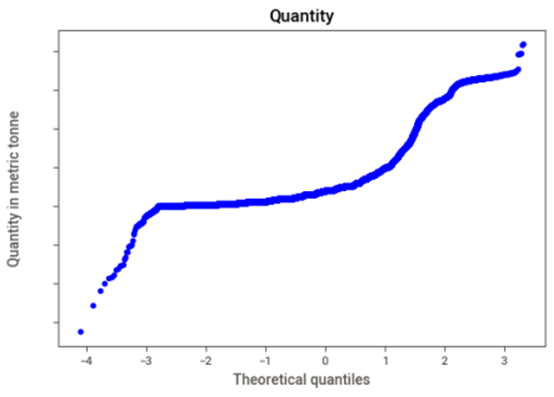 Quantity
Quantity in metric tonne
-4 -3 -2 -1 0 1 2 3
Theoretical quantiles